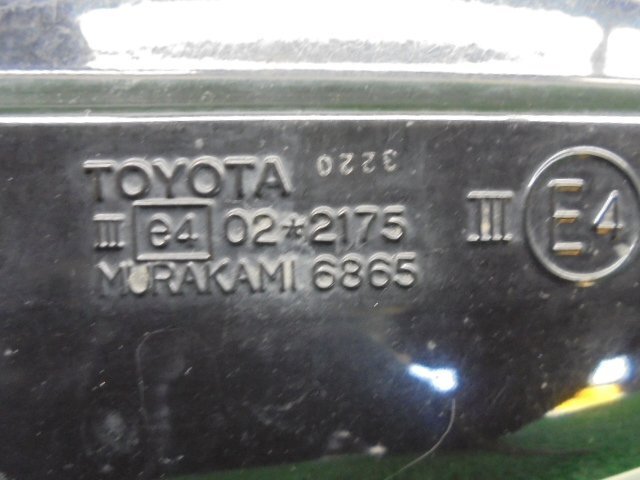 TOYOTA 3220
III e4 02*2175
MURAKAMI 6865
III E4